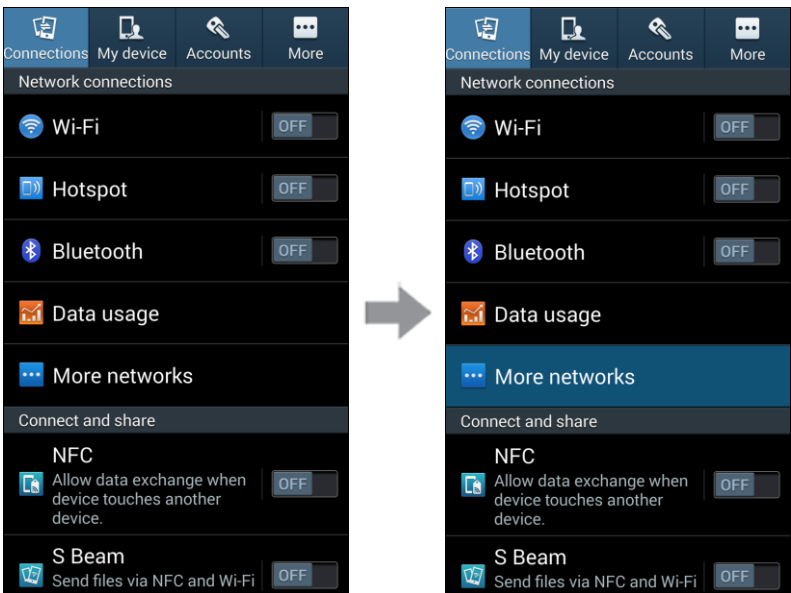 Connections My device Accounts More
Network connections
Wi-Fi OFF
Hotspot OFF
Bluetooth OFF
Data usage
More networks
Connect and share
NFC
Allow data exchange when
device touches another
device.
OFF
S Beam
Send files via NFC and Wi-Fi OFF
Connections My device Accounts More
Network connections
Wi-Fi OFF
Hotspot OFF
Bluetooth OFF
Data usage
More networks
Connect and share
NFC
Allow data exchange when
device touches another
device.
OFF
S Beam
Send files via NFC and Wi-Fi OFF